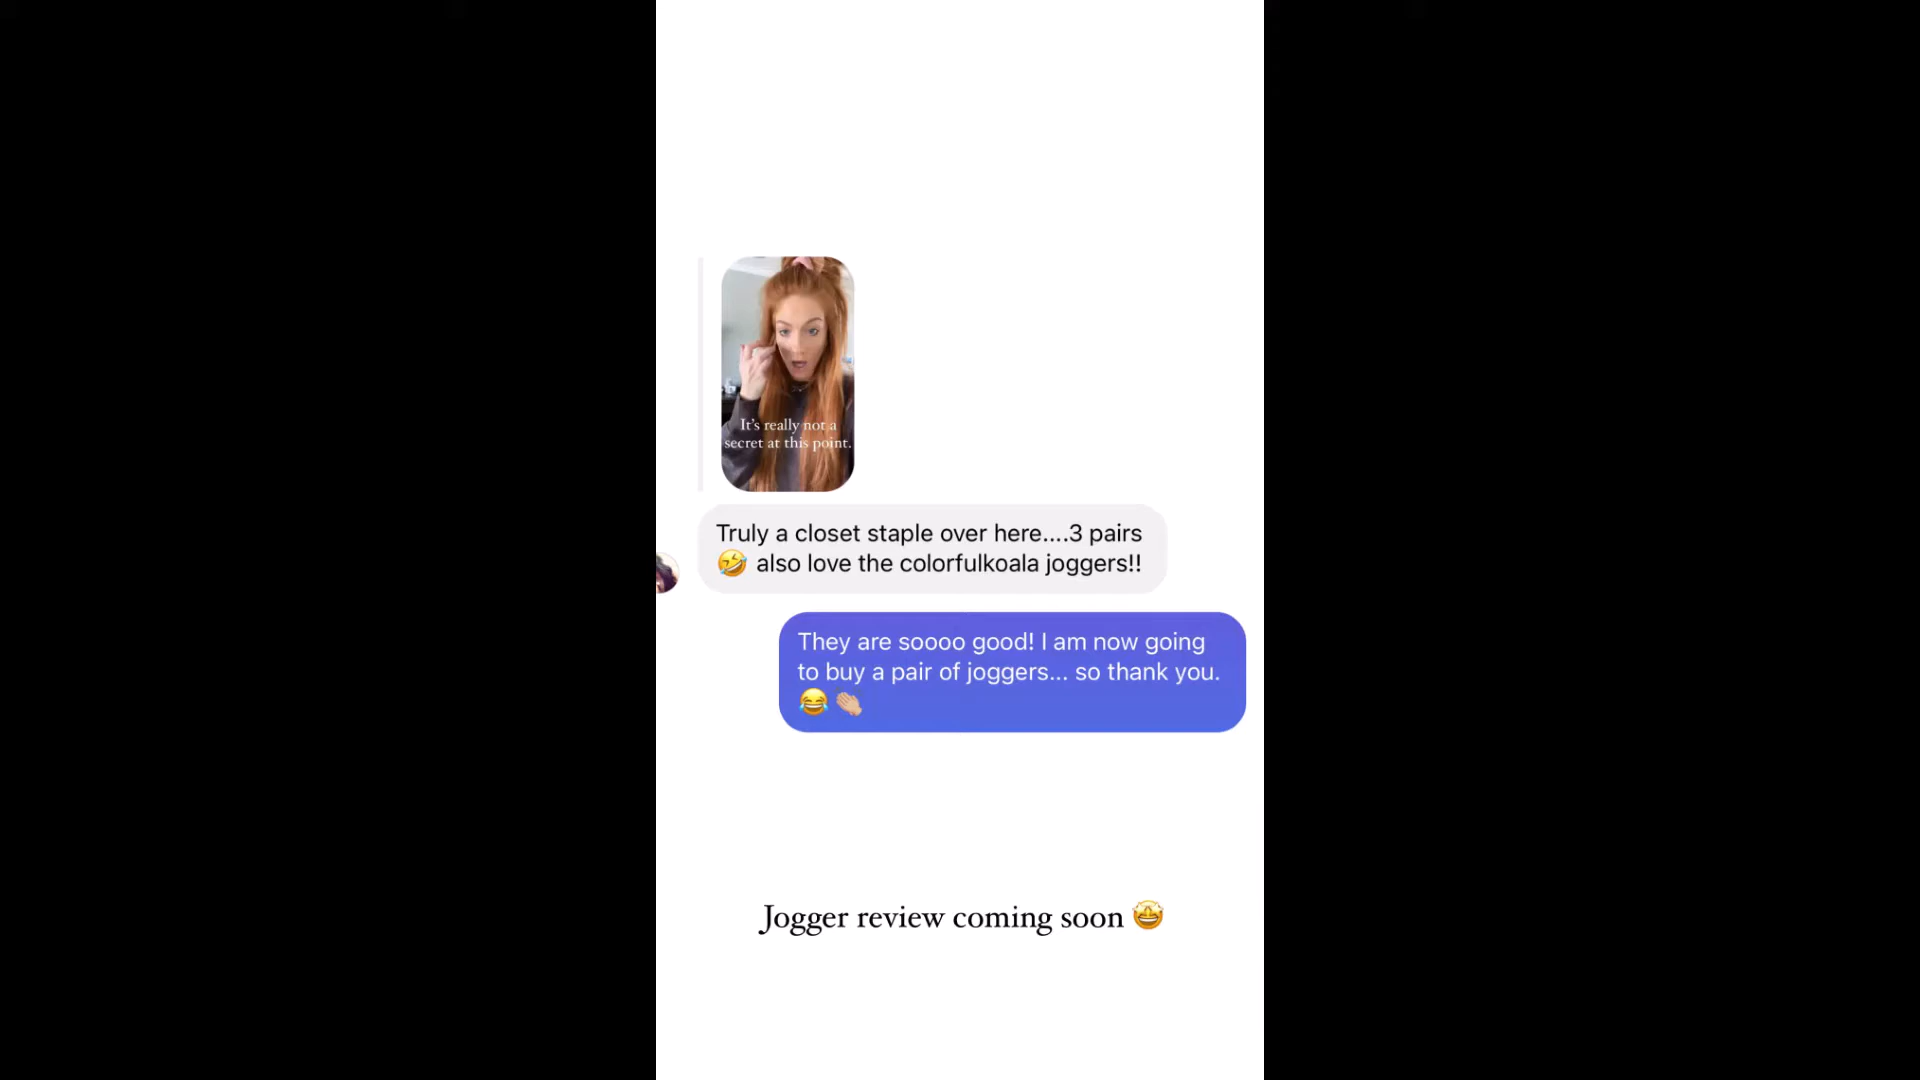 It's really not a
secret at this point.
Truly a closet staple over here....3 pairs
🤣 also love the colorfulkoala joggers!!
They are soooo good! I am now going
to buy a pair of joggers... so thank you.
😂 👏🏼
Jogger review coming soon 🤩